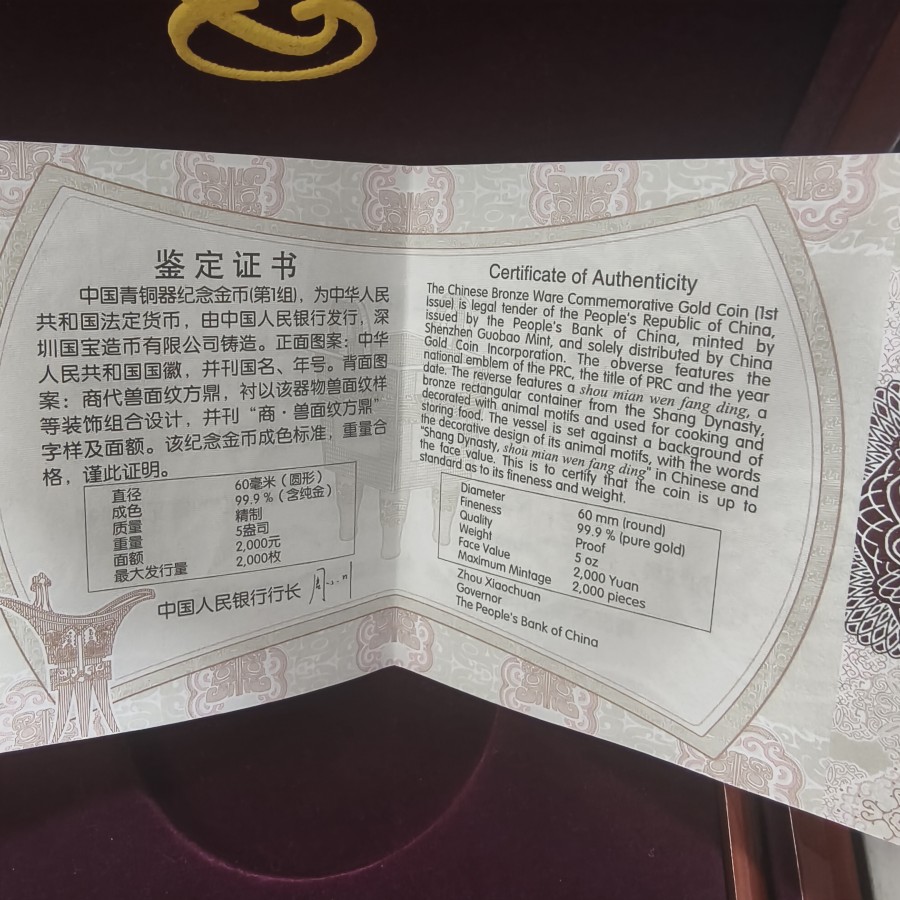 鉴定证书
中国青铜器纪念金币(第1组)，为中华人民
共和国法定货币，由中国人民银行发行，深
圳国宝造币有限公司铸造。正面图案：中华
人民共和国国徽，并刊国名、年号。背面图
案：商代兽面纹方鼎，衬以该器物兽面纹样
等装饰组合设计，并刊“商·兽面纹方鼎”
字样及面额。该纪念金币成色标准，重量合
格，谨此证明。
直径 60毫米（圆形）
成色 99.9％（含纯金）
质量 精制
重量 5盎司
面额 2,000元
最大发行量 2,000枚
中国人民银行行长
Certificate of Authenticity
The Chinese Bronze Ware Commemorative Gold Coin (1st
Issue) is legal tender of the People's Republic of China,
issued by the People's Bank of China, minted by
Shenzhen Guobao Mint, and solely distributed by China
Gold Coin Incorporation. The obverse features the
national emblem of the PRC, the title of PRC and the year
date. The reverse features a shou mian wen fang ding, a
bronze rectangular container from the Shang Dynasty,
decorated with animal motifs and used for cooking and
storing food. The vessel is set against a background of
the decorative design of its animal motifs, with the words
"Shang Dynasty, shou mian wen fang ding" in Chinese and
the face value. This is to certify that the coin is up to
standard as to its fineness and weight.
Diameter 60 mm (round)
Fineness 99.9 % (pure gold)
Quality Proof
Weight 5 oz
Face Value 2,000 Yuan
Maximum Mintage 2,000 pieces
Zhou Xiaochuan
Governor
The People's Bank of China